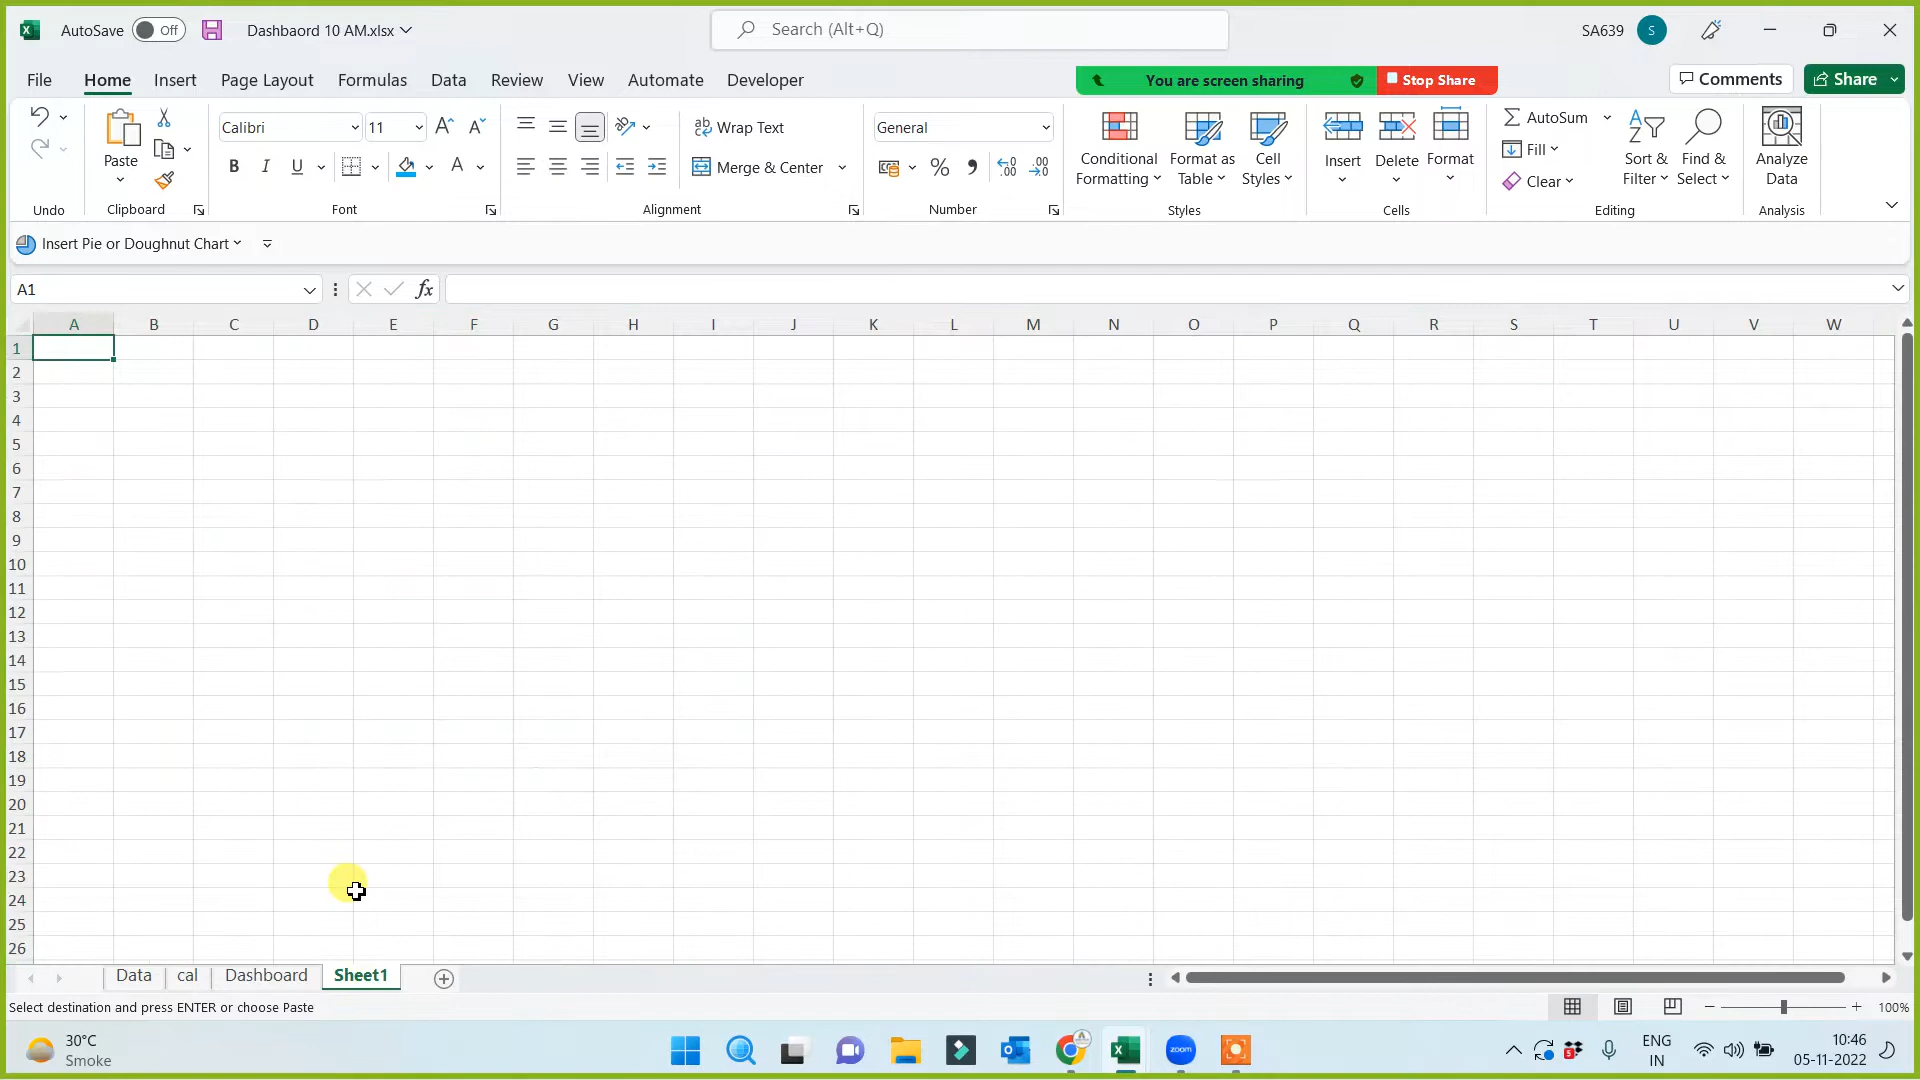 AutoSave Off Dashbaord 10 AM.xlsx Search (Alt+Q) SA639 S
File Home Insert Page Layout Formulas Data Review View Automate Developer You are screen sharing Stop Share Comments Share
Calibri 11 Wrap Text General AutoSum
Paste B I U Merge & Center Conditional Formatting Format as Table Cell Styles Insert Delete Format Fill Clear Sort & Filter Find & Select Analyze Data
Undo Clipboard Font Alignment Number Styles Cells Editing Analysis
Insert Pie or Doughnut Chart
A1 fx
A B C D E F G H I J K L M N O P Q R S T U V W
1
2
3
4
5
6
7
8
9
10
11
12
13
14
15
16
17
18
19
20
21
22
23
24
25
26
Data cal Dashboard Sheet1
Select destination and press ENTER or choose Paste 100%
30°C ENG 10:46
Smoke zoom IN 05-11-2022